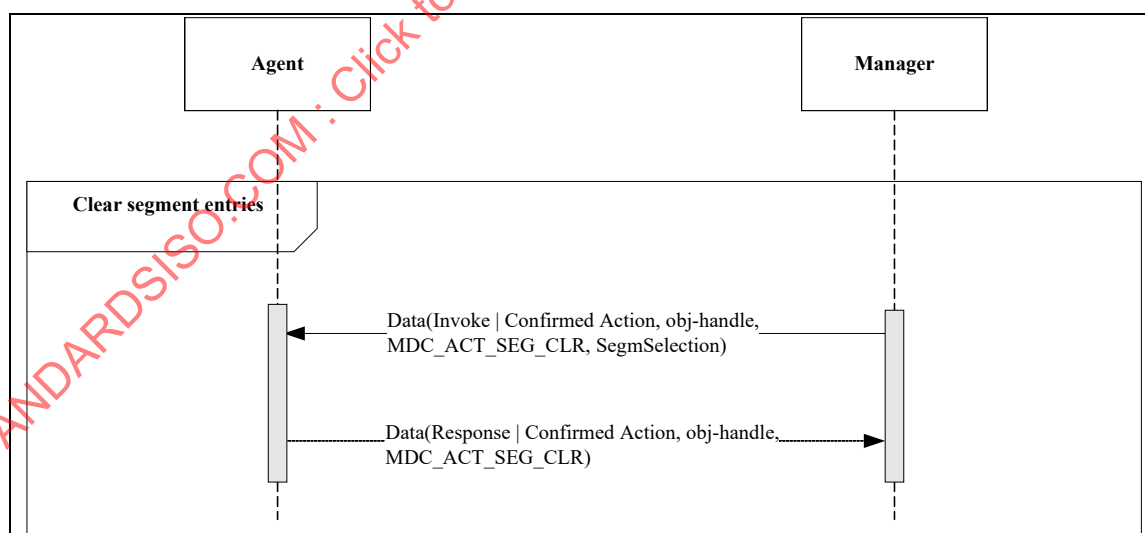 Agent
Manager
Clear segment entries
Data(Invoke | Confirmed Action, obj-handle,
MDC_ACT_SEG_CLR, SegmSelection)
Data(Response | Confirmed Action, obj-handle,
MDC_ACT_SEG_CLR)
ANDARDSISO.COM : Click to